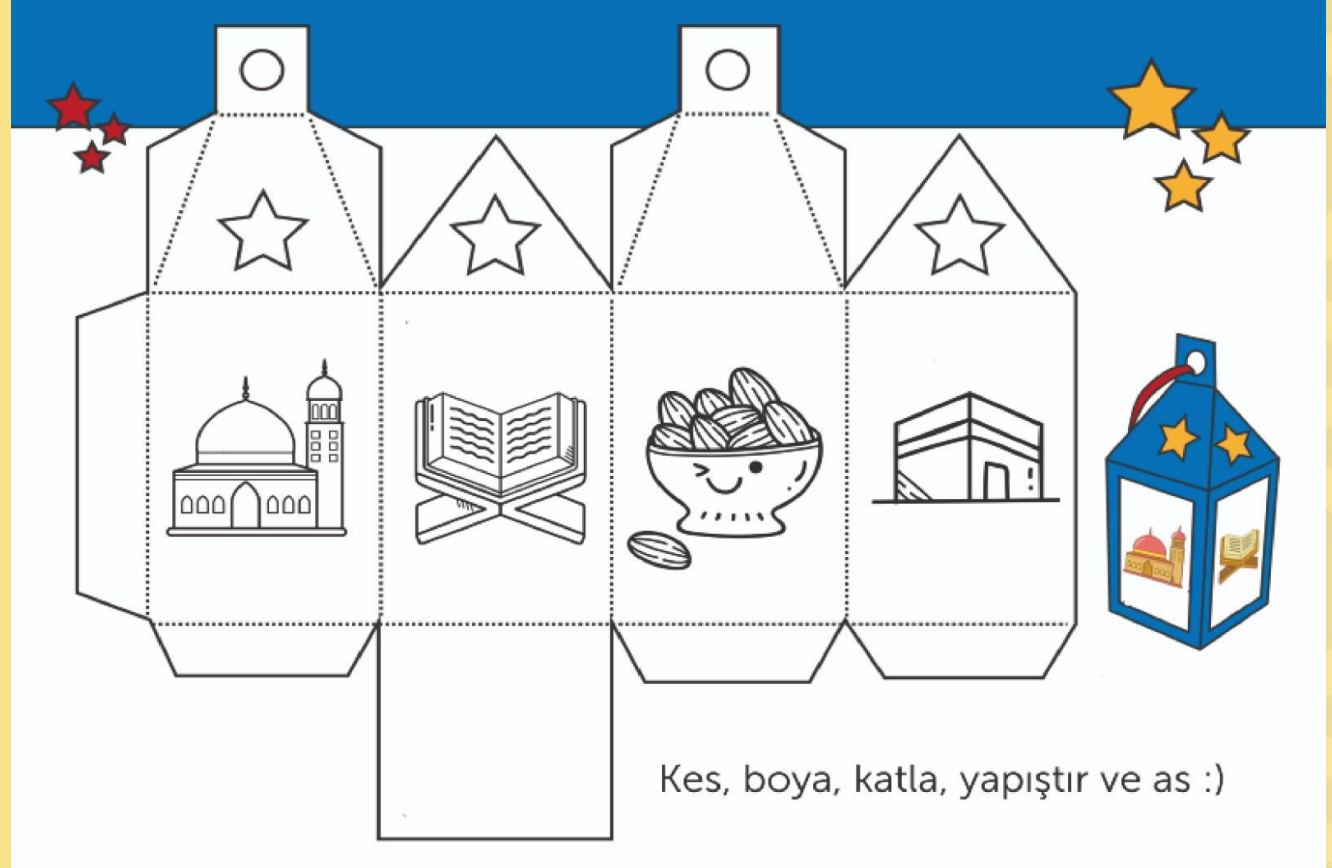 Kes, boya, katla, yapıştır ve as :)